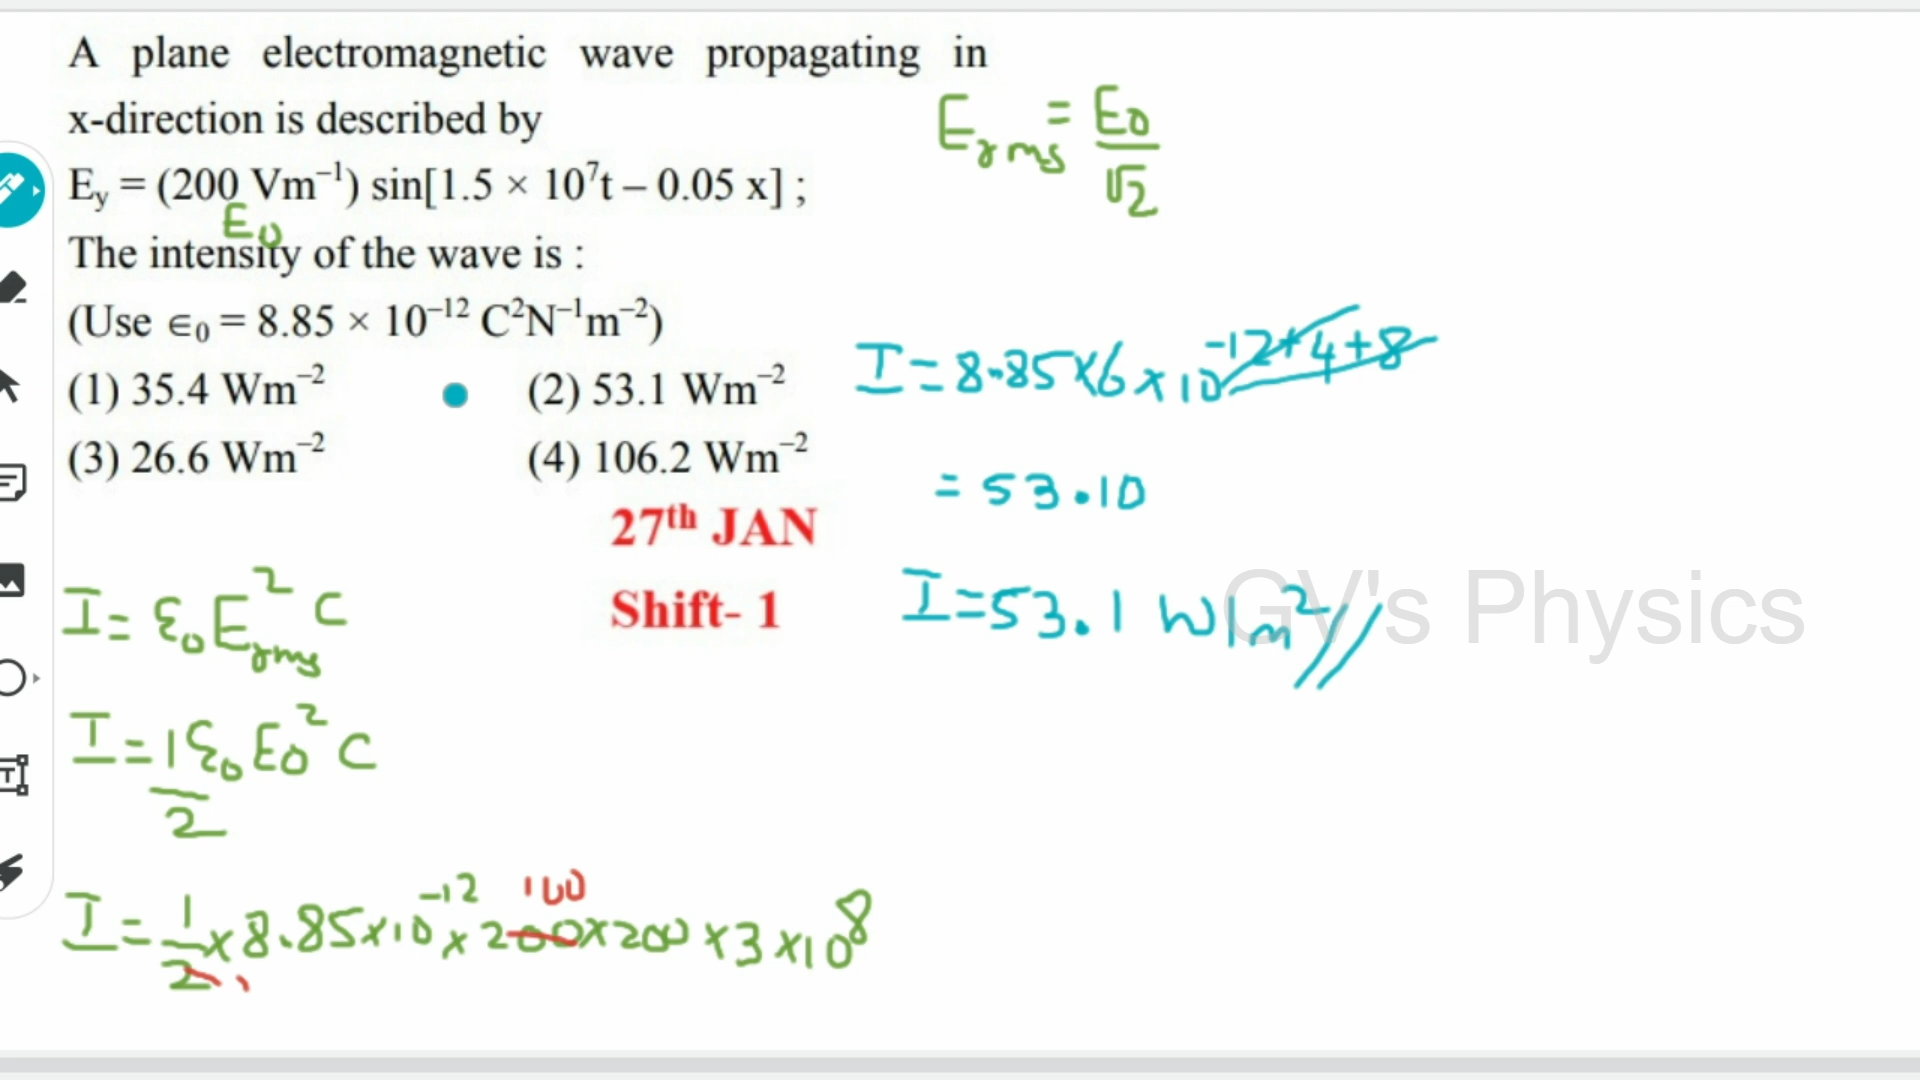 A plane electromagnetic wave propagating in
x-direction is described by
E_y = (200 Vm⁻¹) sin[1.5 × 10⁷t – 0.05 x] ;
E₀
The intensity of the wave is :
(Use ∈₀ = 8.85 × 10⁻¹² C²N⁻¹m⁻²)
(1) 35.4 Wm⁻² (2) 53.1 Wm⁻²
(3) 26.6 Wm⁻² (4) 106.2 Wm⁻²
27th JAN
Shift- 1
I = ε₀E²rms C
I = 1/2 ε₀E₀² C
I = 1/2 × 8.85×10⁻¹² × 200×200 ×3 ×10⁸
100
Erms = E₀/√2
I = 8.85×6 ×10⁻¹²⁺⁴⁺⁸
= 53.10
I = 53.1 W/m² //
GV's Physics